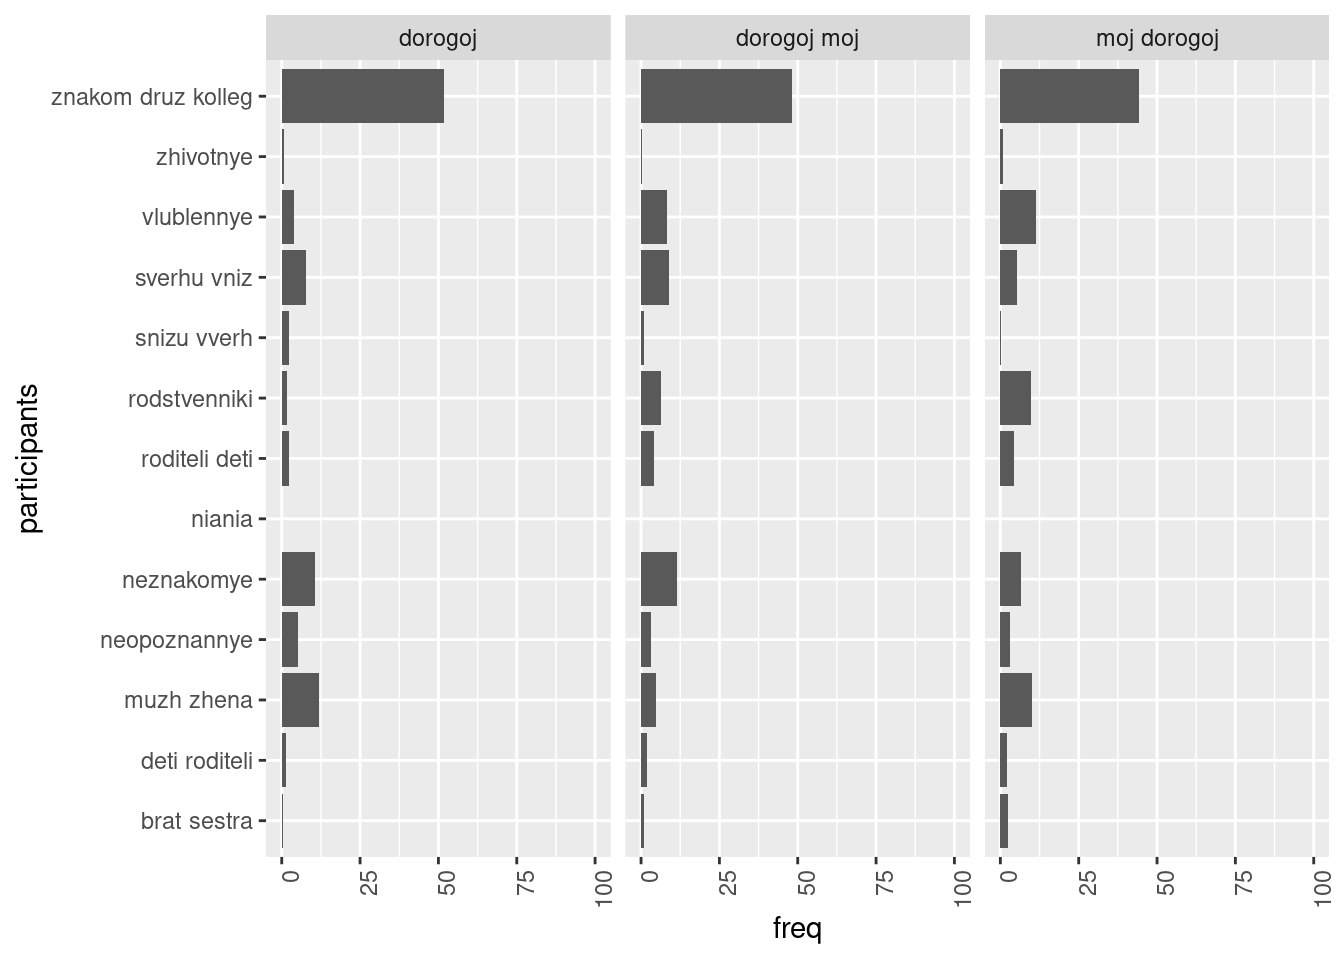 dorogoj
dorogoj moj
moj dorogoj
participants
znakom druz kolleg
zhivotnye
vlublennye
sverhu vniz
snizu vverh
rodstvenniki
roditeli deti
niania
neznakomye
neopoznannye
muzh zhena
deti roditeli
brat sestra
0 25 50 75 100
0 25 50 75 100
0 25 50 75 100
freq